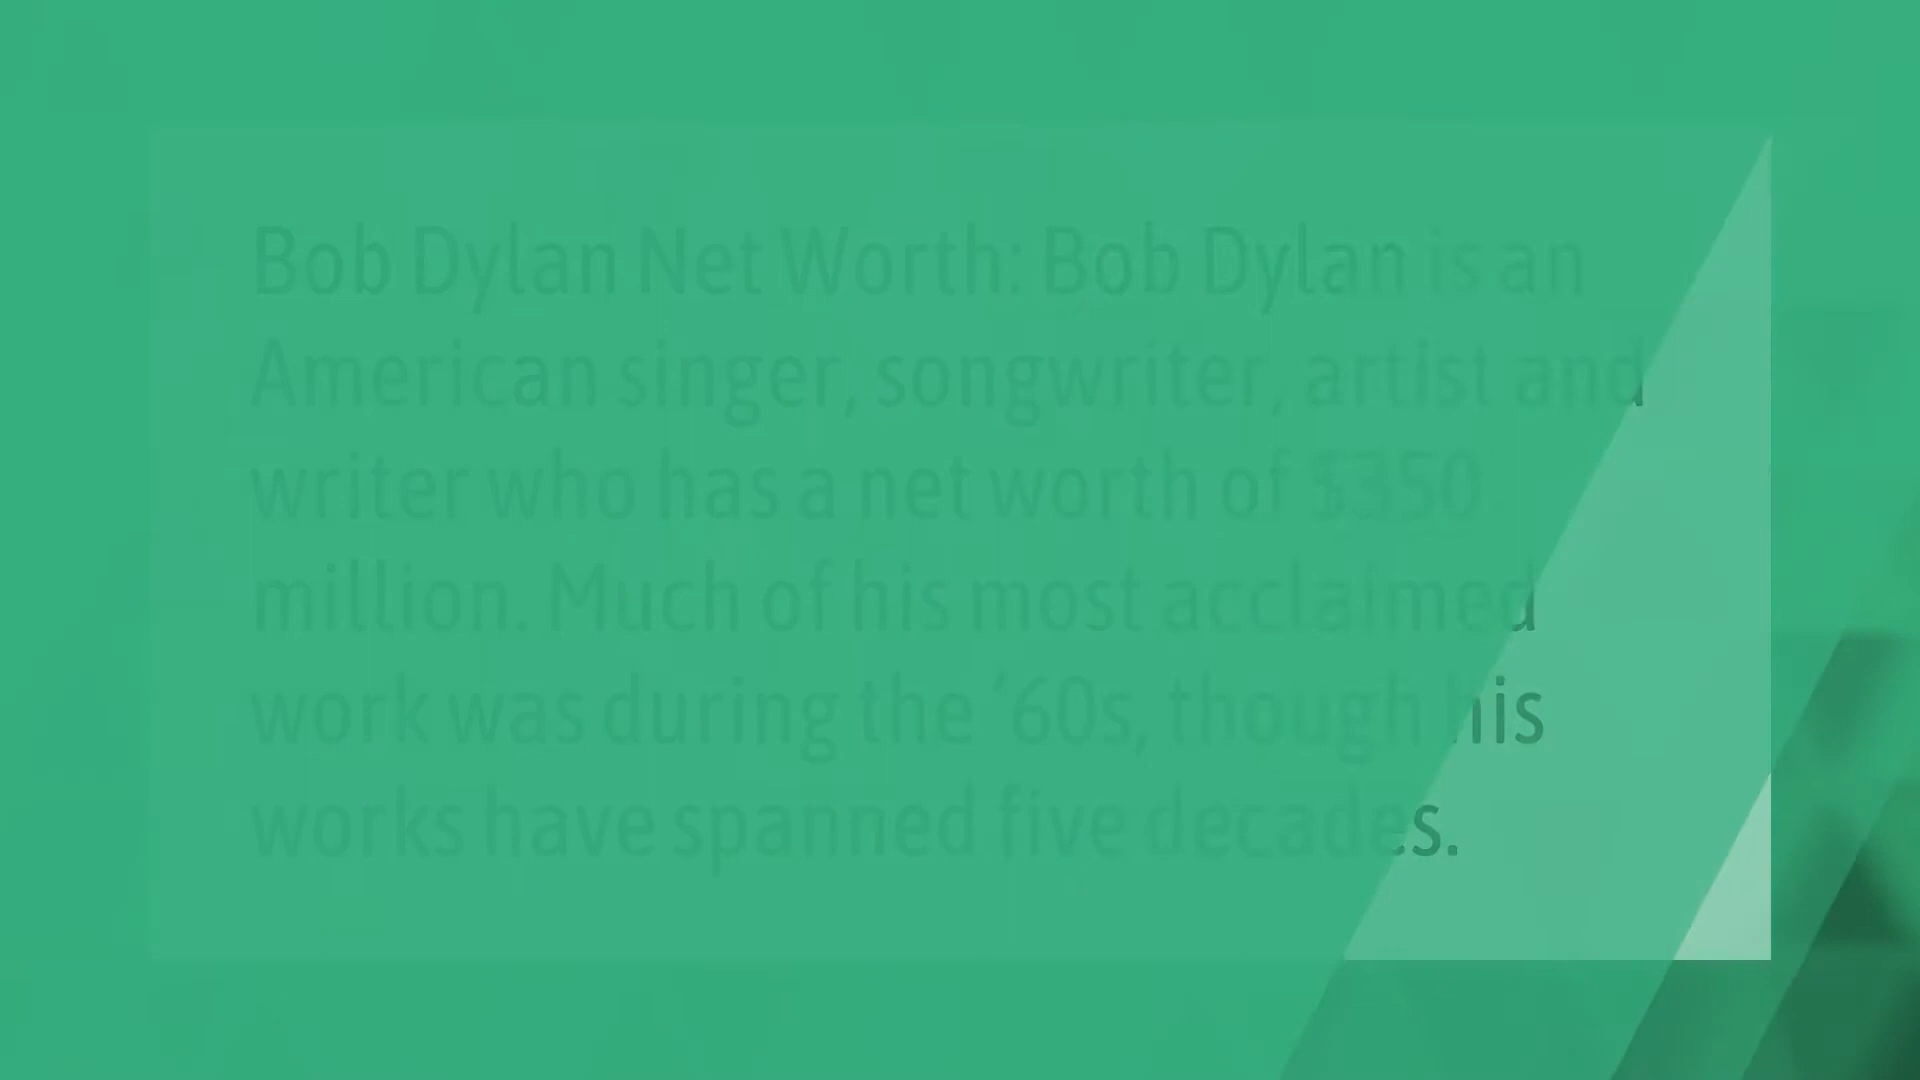 Bob Dylan Net Worth: Bob Dylan is an
American singer, songwriter, artist and
writer who has a net worth of $350
million. Much of his most acclaimed
work was during the ’60s, though his
works have spanned five decades.